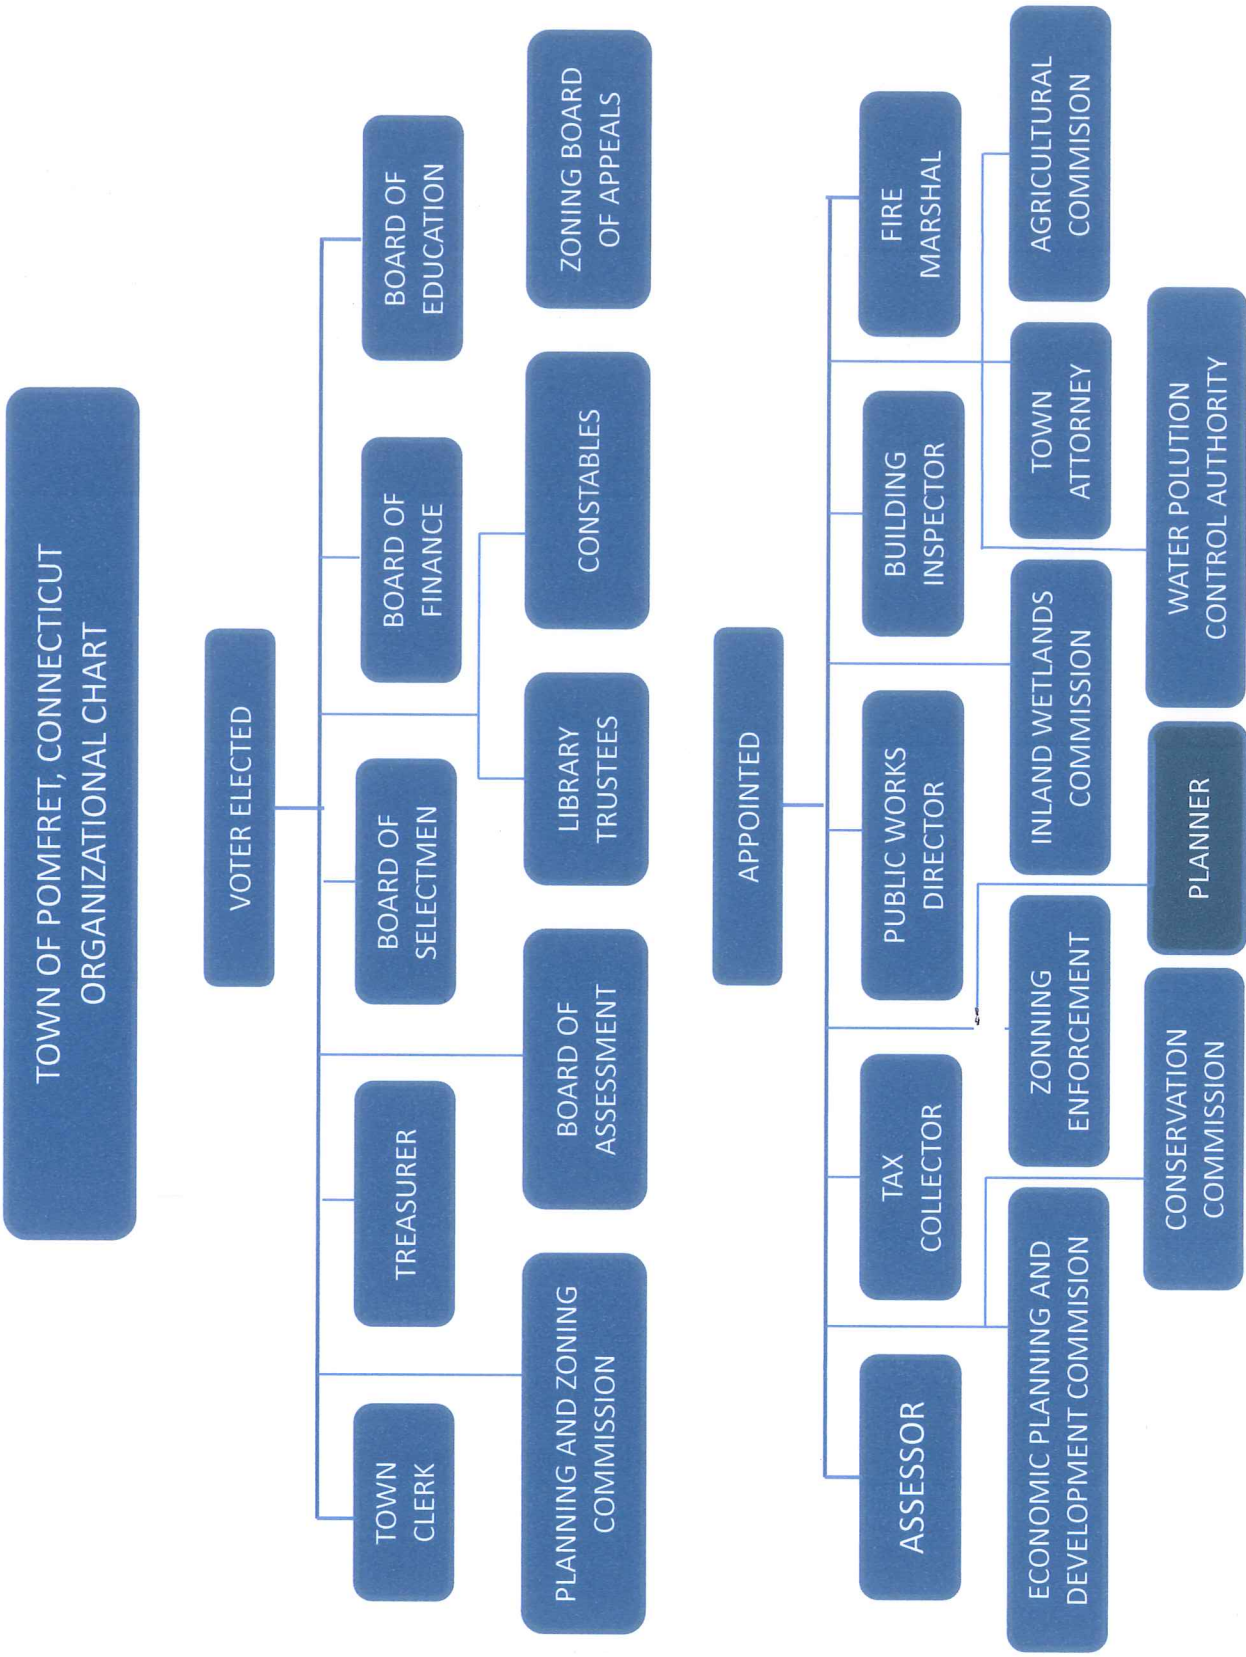 TOWN OF POMFRET, CONNECTICUT
ORGANIZATIONAL CHART
VOTER ELECTED
TOWN
CLERK
TREASURER
BOARD OF
SELECTMEN
BOARD OF
FINANCE
BOARD OF
EDUCATION
PLANNING AND ZONING
COMMISSION
BOARD OF
ASSESSMENT
LIBRARY
TRUSTEES
CONSTABLES
ZONING BOARD
OF APPEALS
APPOINTED
ASSESSOR
TAX
COLLECTOR
PUBLIC WORKS
DIRECTOR
BUILDING
INSPECTOR
FIRE
MARSHAL
ECONOMIC PLANNING AND
DEVELOPMENT COMMISION
ZONNING
ENFORCEMENT
INLAND WETLANDS
COMMISSION
TOWN
ATTORNEY
AGRICULTURAL
COMMISION
CONSERVATION
COMMISSION
PLANNER
WATER POLUTION
CONTROL AUTHORITY